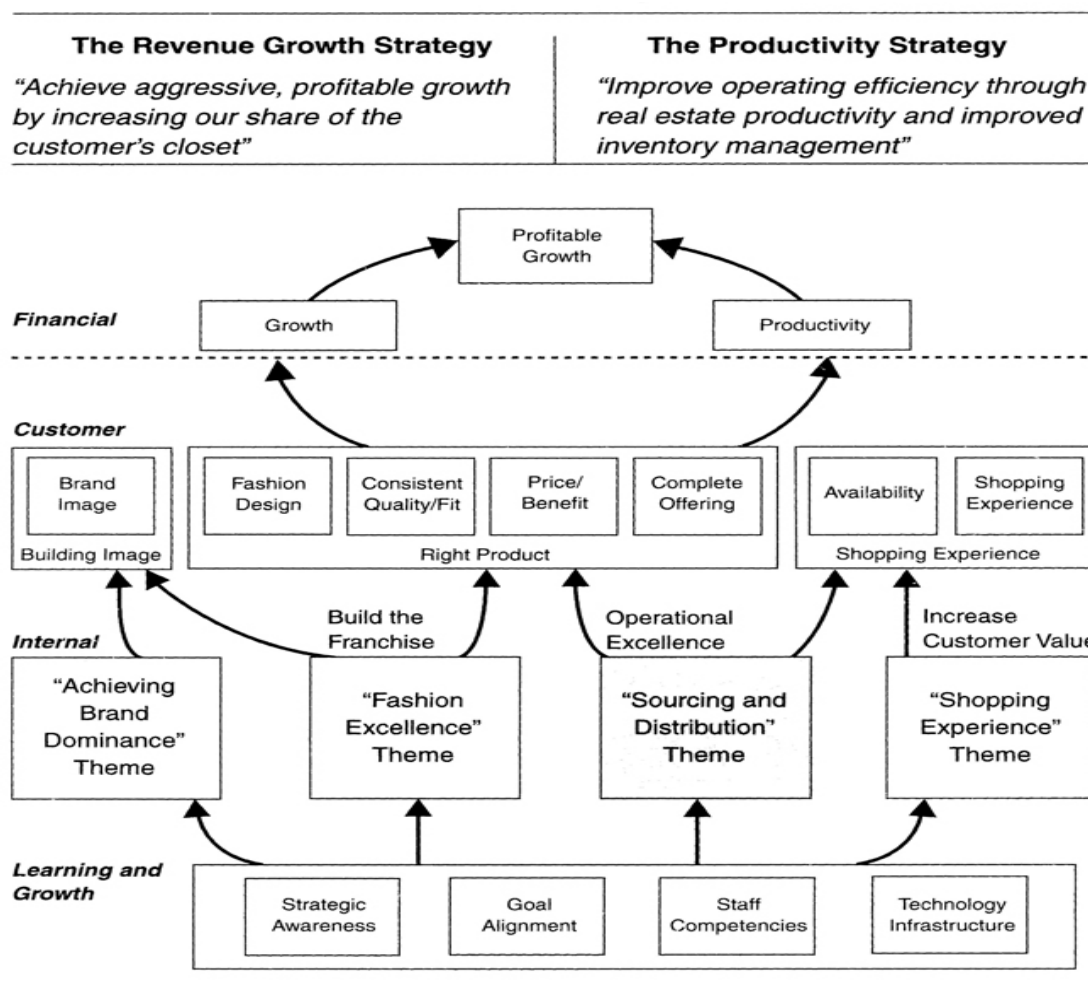 The Revenue Growth Strategy
“Achieve aggressive, profitable growth
by increasing our share of the
customer’s closet”
The Productivity Strategy
“Improve operating efficiency through
real estate productivity and improved
inventory management”
Profitable
Growth
Financial
Growth
Productivity
Customer
Brand
Image
Building Image
Fashion
Design
Consistent
Quality/Fit
Price/
Benefit
Complete
Offering
Right Product
Availability
Shopping
Experience
Shopping Experience
Internal
Build the
Franchise
Operational
Excellence
Increase
Customer Value
“Achieving
Brand
Dominance”
Theme
“Fashion
Excellence”
Theme
“Sourcing and
Distribution”
Theme
“Shopping
Experience”
Theme
Learning and
Growth
Strategic
Awareness
Goal
Alignment
Staff
Competencies
Technology
Infrastructure